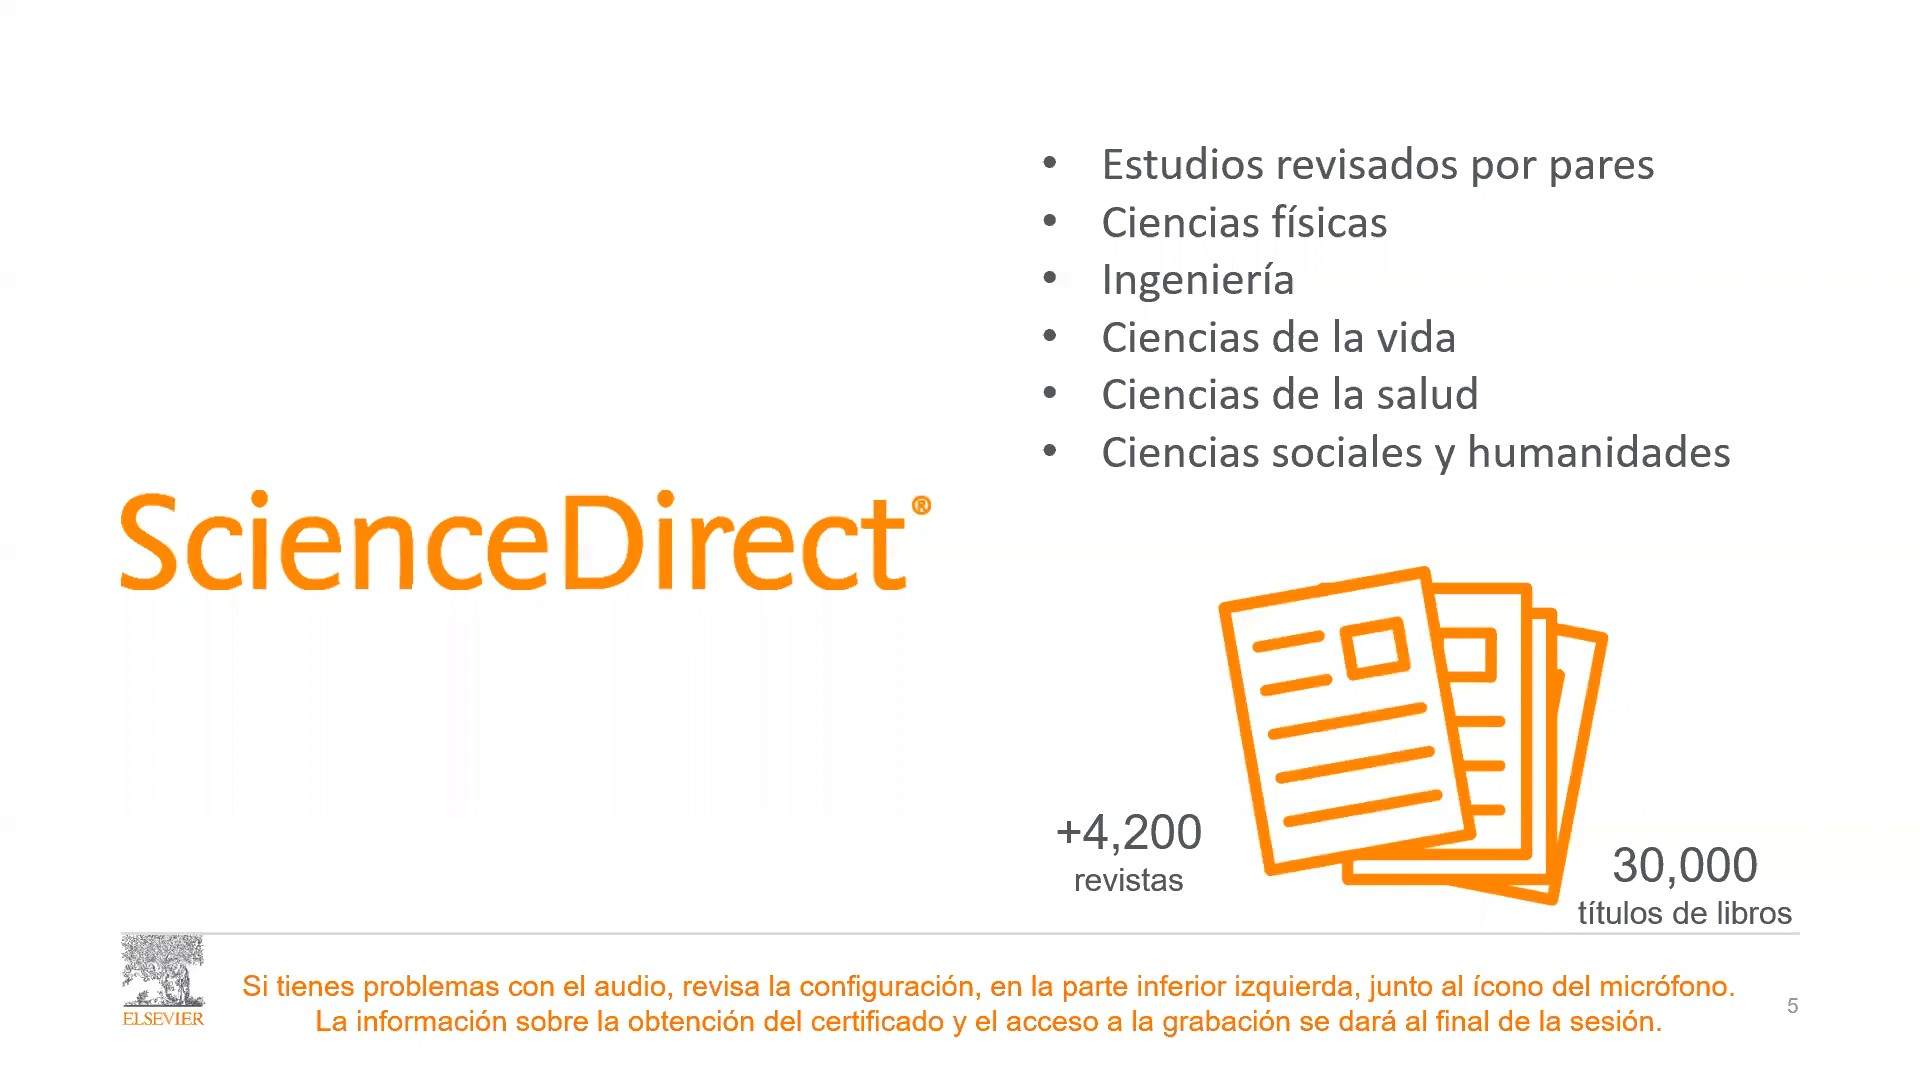 • Estudios revisados por pares
• Ciencias físicas
• Ingeniería
• Ciencias de la vida
• Ciencias de la salud
• Ciencias sociales y humanidades
ScienceDirect®
+4,200
revistas
30,000
títulos de libros
ELSEVIER
Si tienes problemas con el audio, revisa la configuración, en la parte inferior izquierda, junto al ícono del micrófono.
La información sobre la obtención del certificado y el acceso a la grabación se dará al final de la sesión.
5